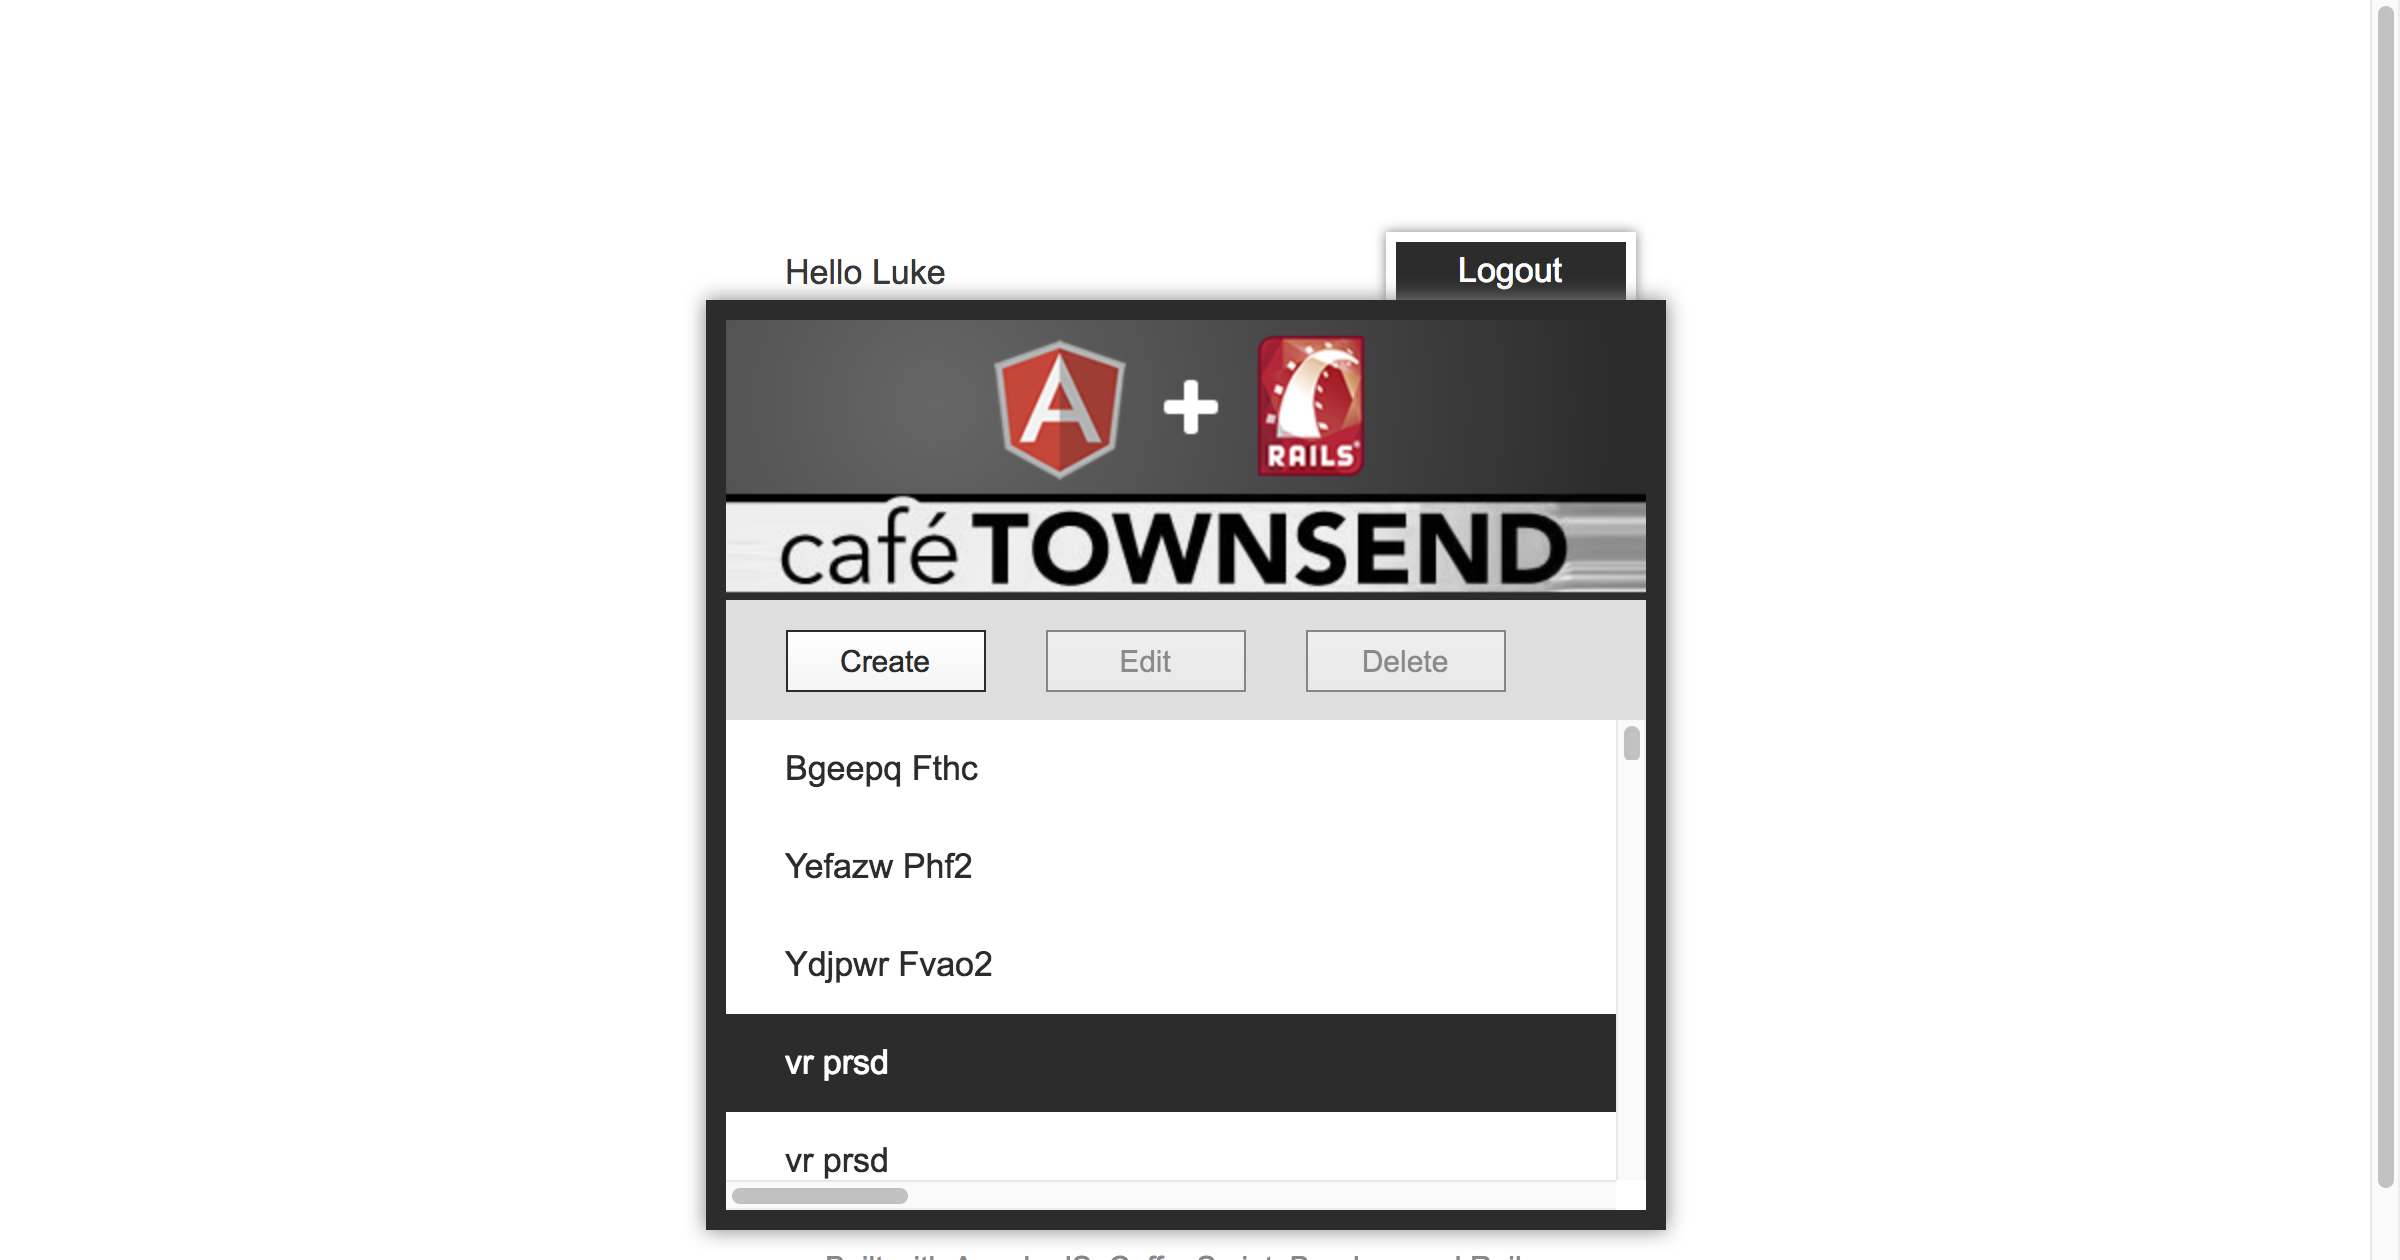 Hello Luke
Logout
RAILS
café TOWNSEND
Create
Edit
Delete
Bgeepq Fthc
Yefazw Phf2
Ydjpwr Fvao2
vr prsd
vr prsd